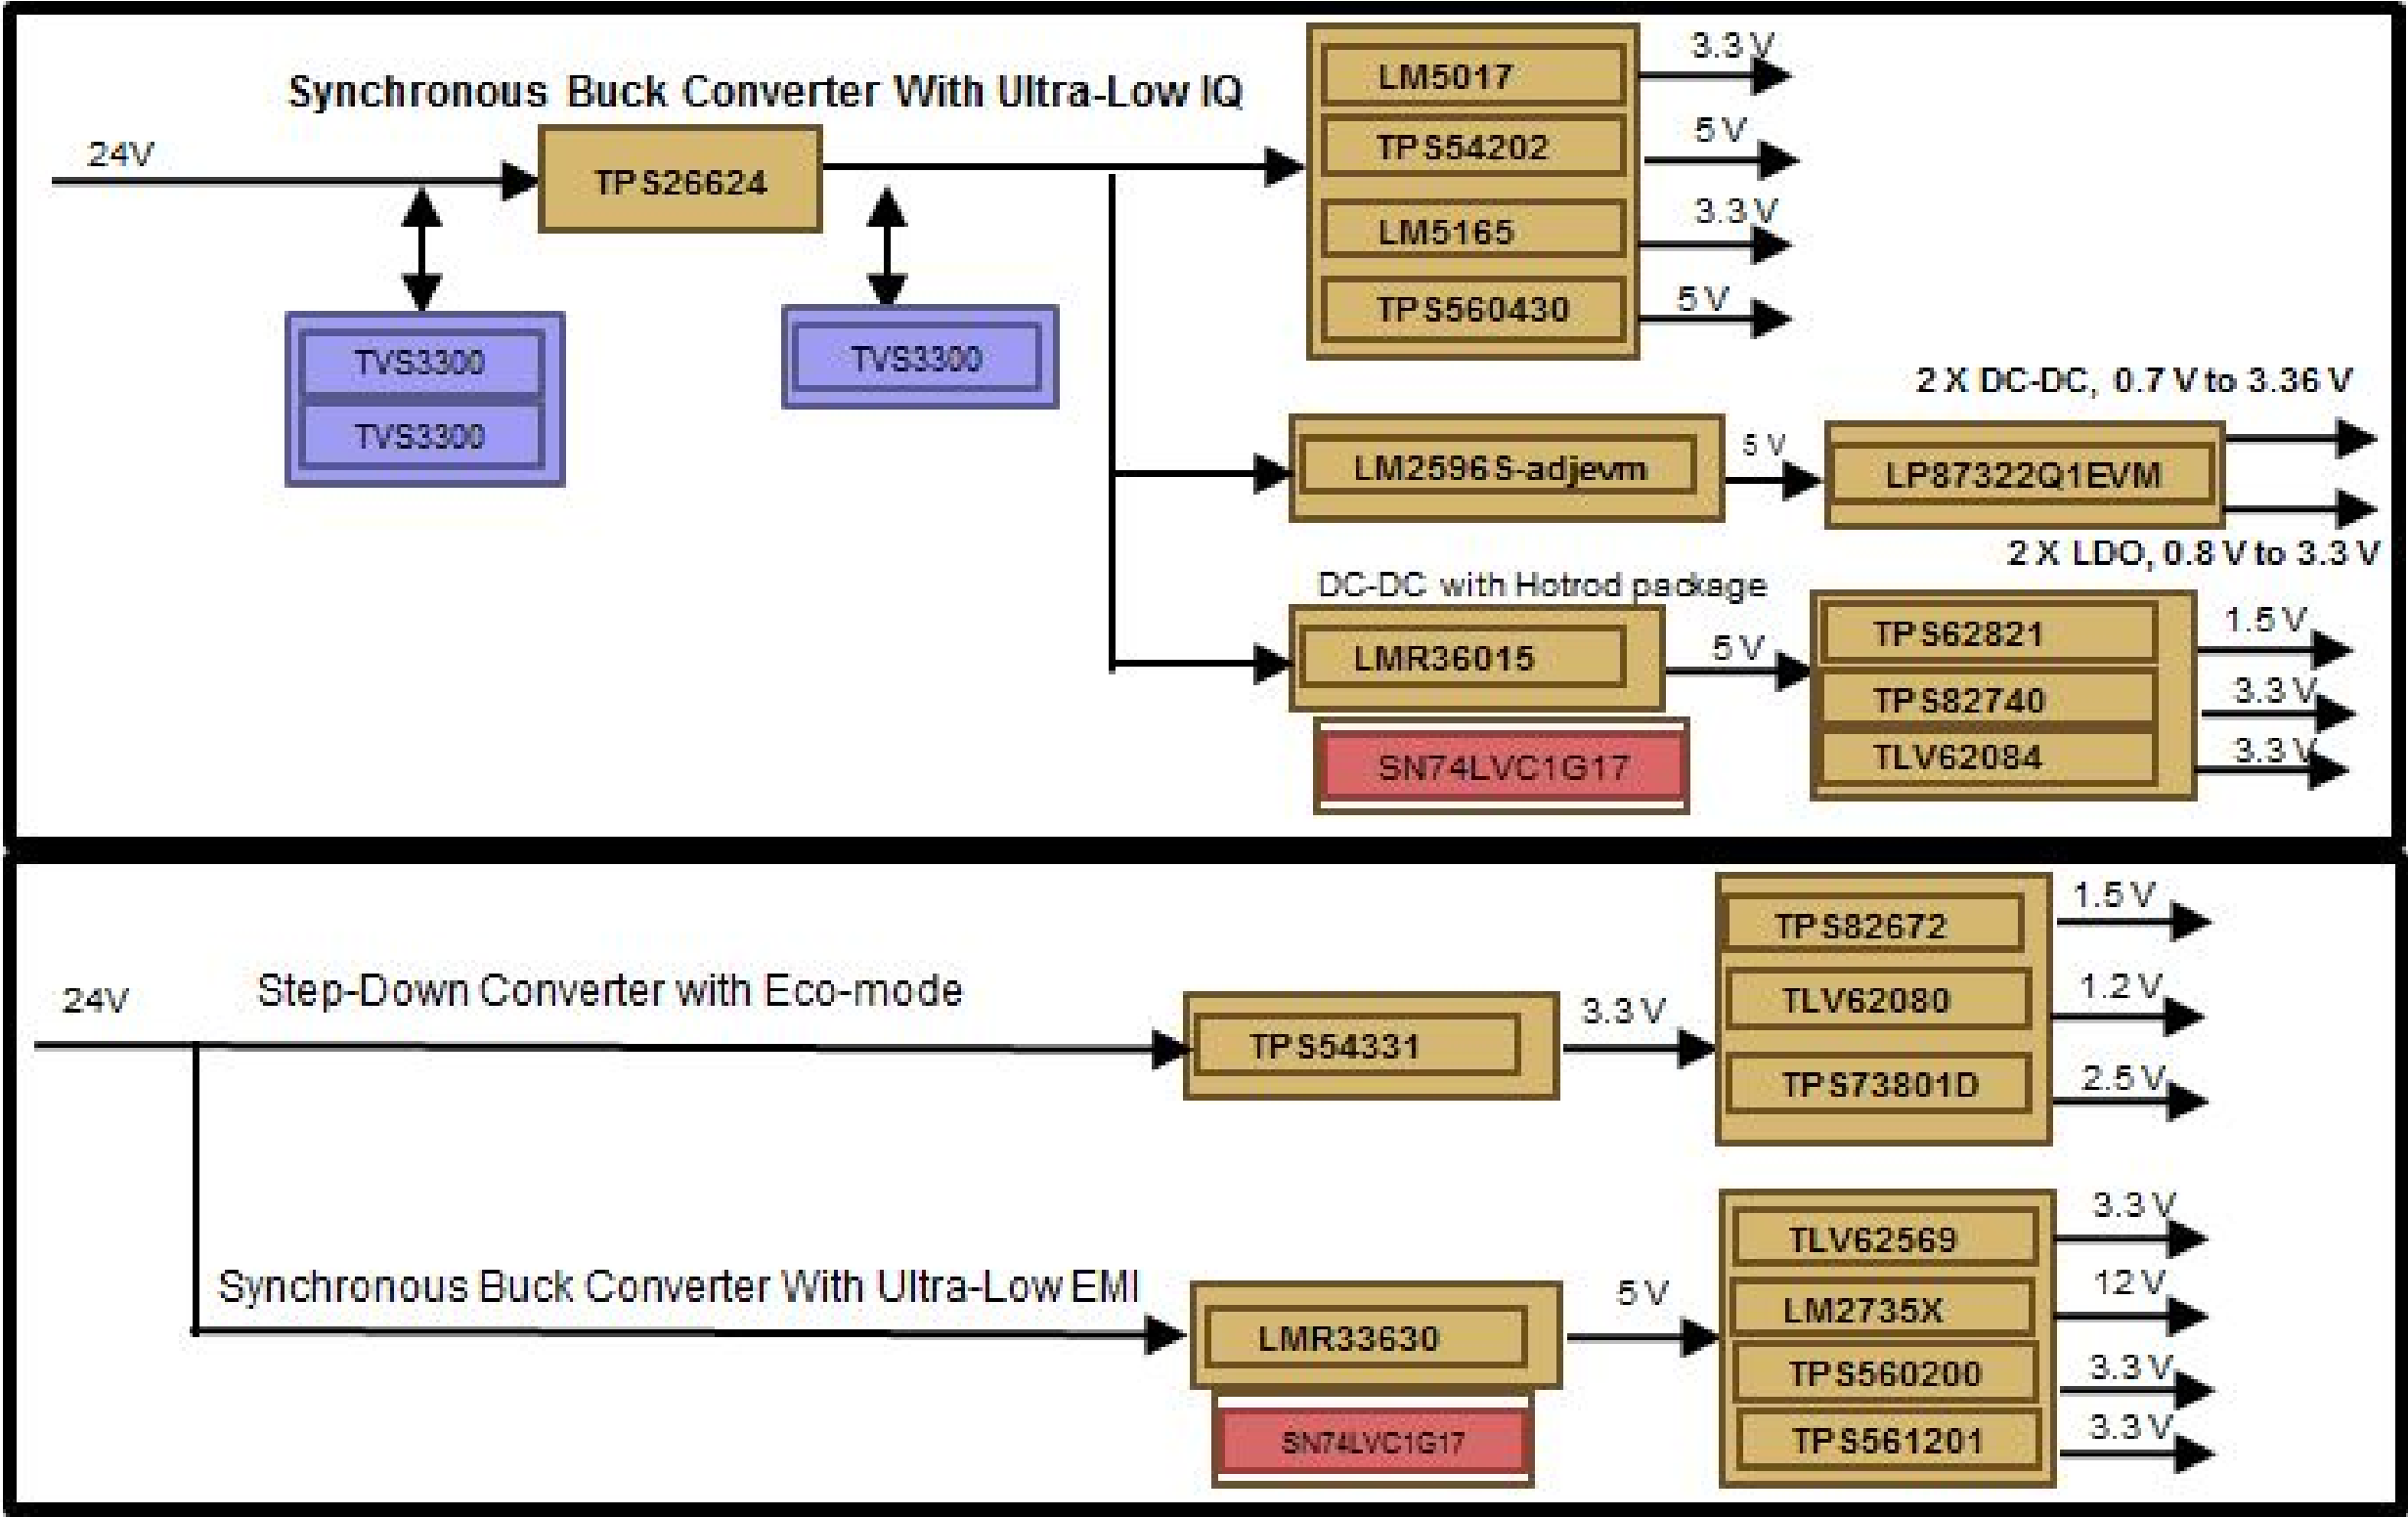 Synchronous Buck Converter With Ultra-Low IQ
24V
TPS26624
TVS3300
TVS3300
TVS3300
LM5017
3.3 V
TPS54202
5 V
LM5165
3.3 V
TPS560430
5 V
2 X DC-DC, 0.7 V to 3.36 V
LM2596S-adjevm
5 V
LP87322Q1EVM
2 X LDO, 0.8 V to 3.3 V
DC-DC with Hotrod package
LMR36015
5 V
SN74LVC1G17
TPS62821
1.5 V
TPS82740
3.3 V
TLV62084
3.3 V
24V
Step-Down Converter with Eco-mode
TPS54331
3.3 V
TPS82672
1.5 V
TLV62080
1.2 V
TPS73801D
2.5 V
Synchronous Buck Converter With Ultra-Low EMI
LMR33630
5 V
SN74LVC1G17
TLV62569
3.3 V
LM2735X
12 V
TPS560200
3.3 V
TPS561201
3.3 V